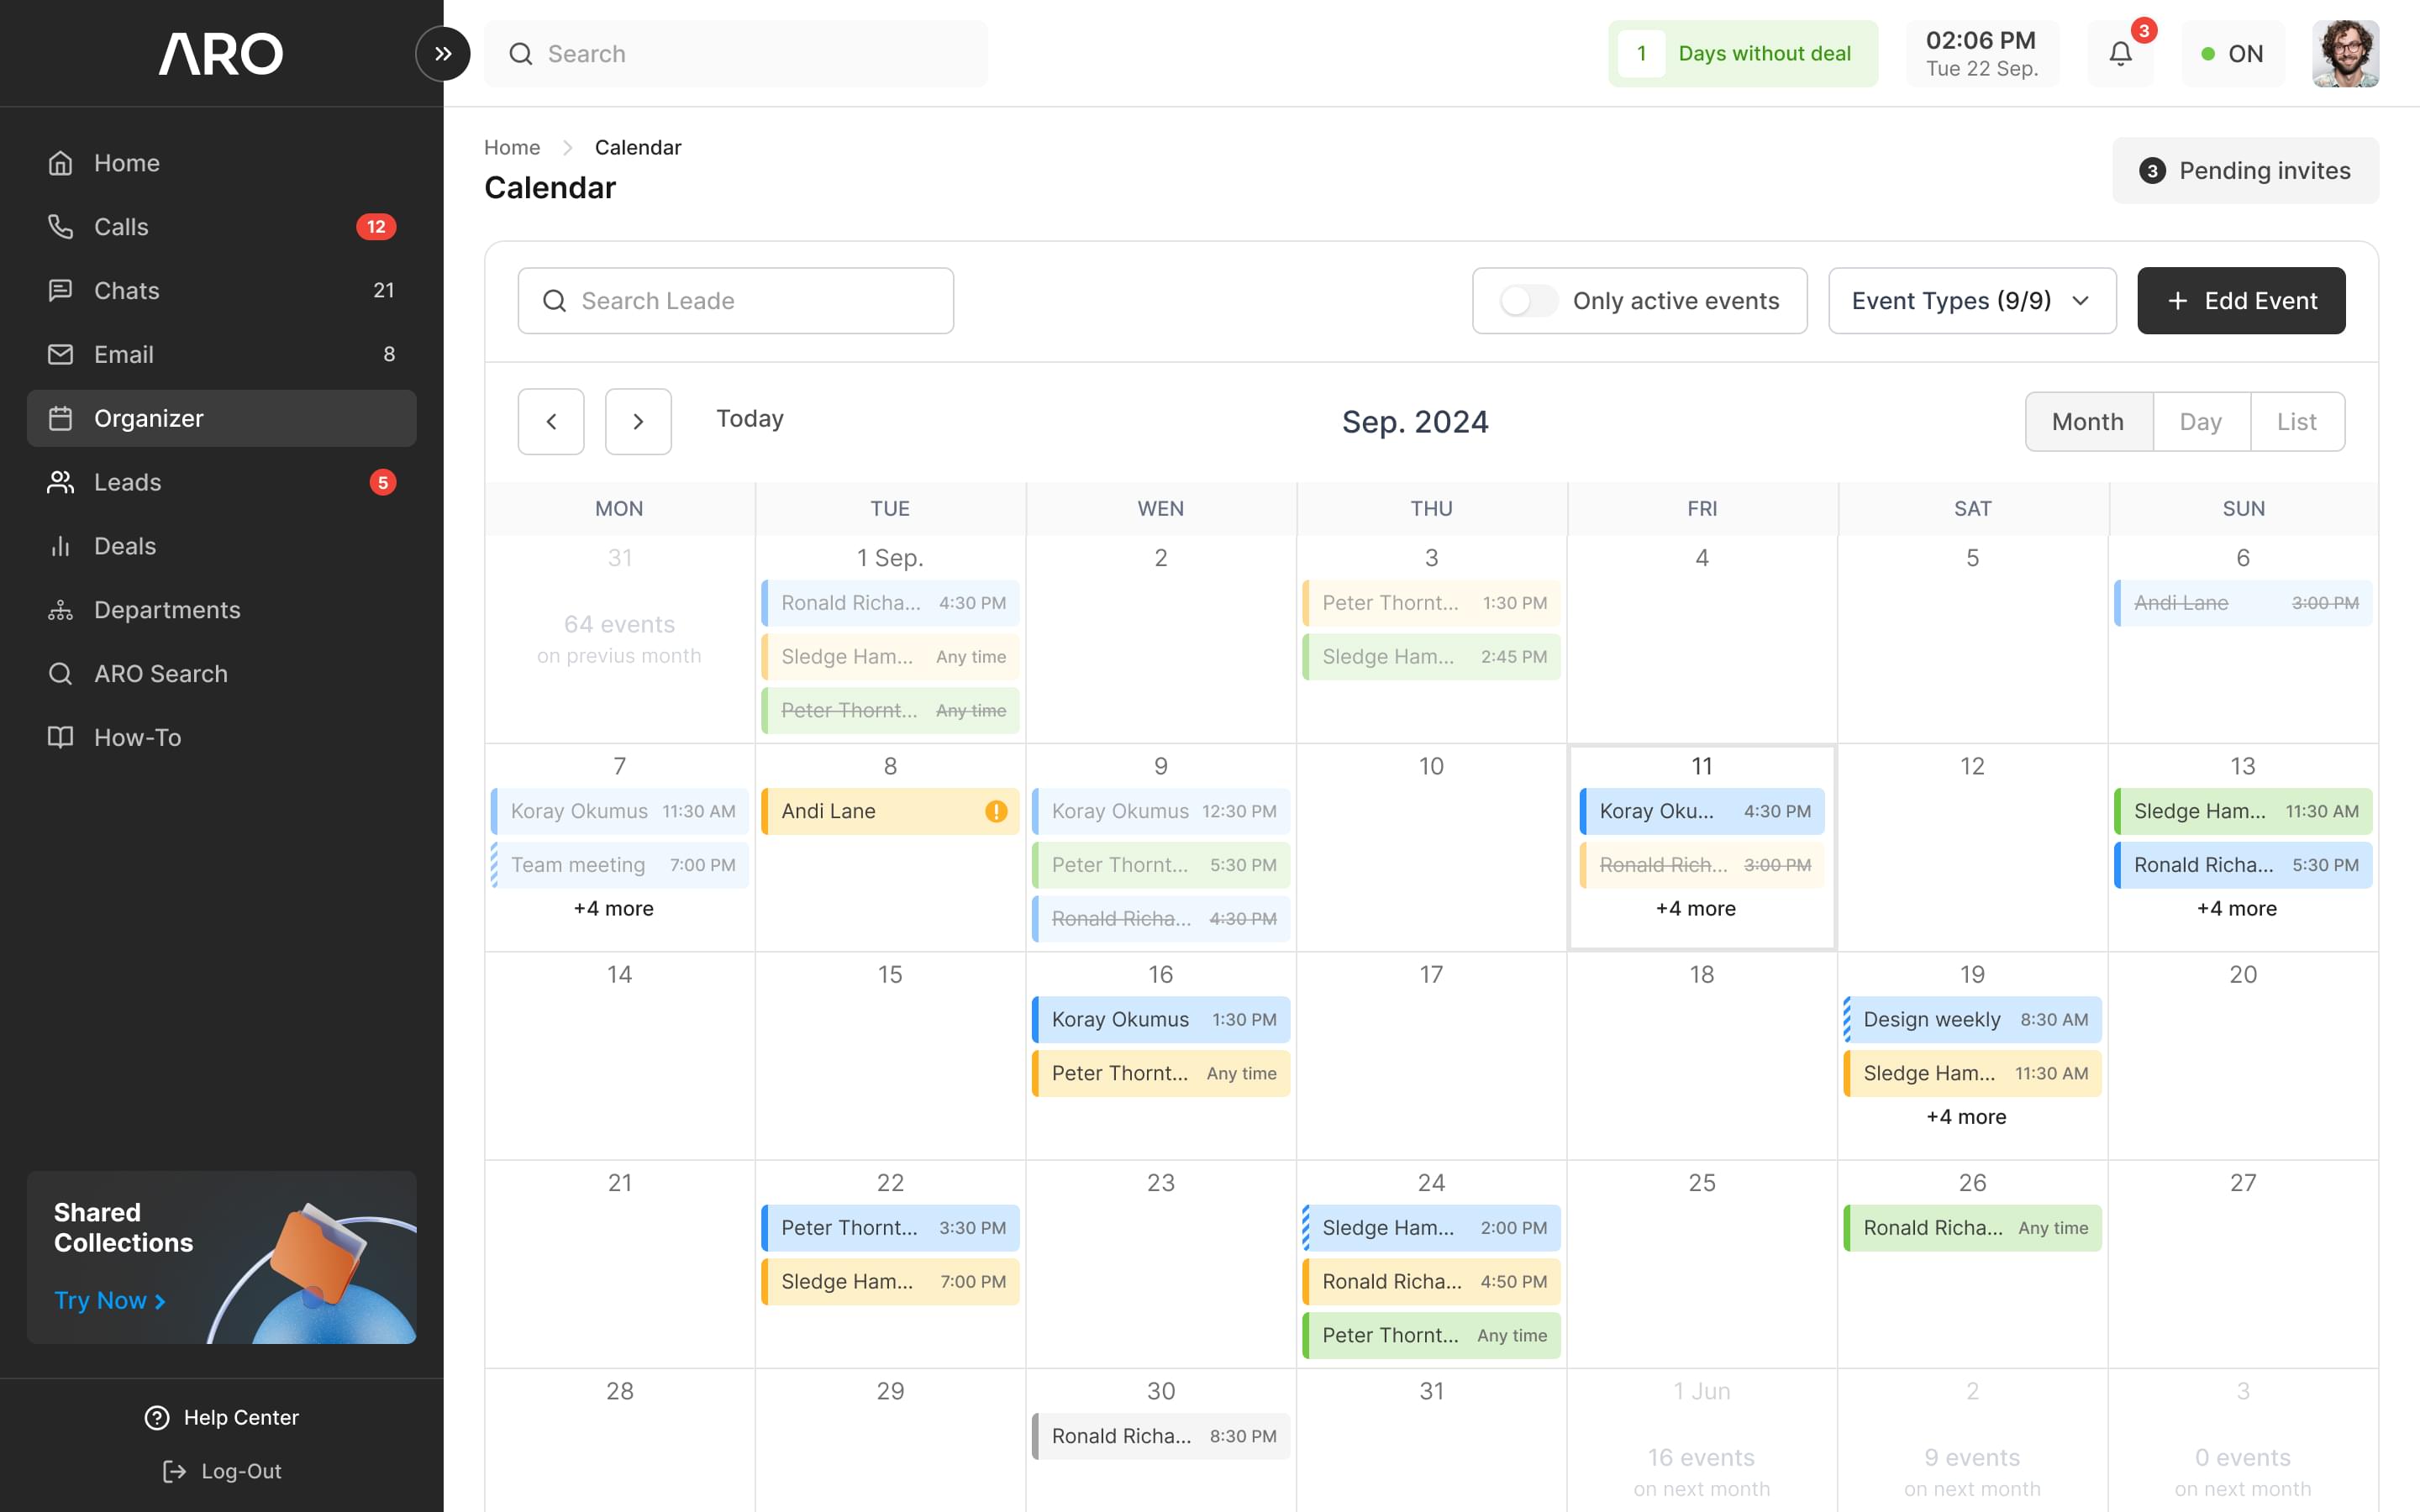 ARO
Search
1 Days without deal
02:06 PM
Tue 22 Sep.
3
ON
Home
Calls 12
Chats 21
Email 8
Organizer
Leads 5
Deals
Departments
ARO Search
How-To
Shared
Collections
Try Now
Help Center
Log-Out
Home Calendar
Calendar
3 Pending invites
Search Leade
Only active events
Event Types (9/9)
+ Edd Event
Today
Sep. 2024
Month Day List
MON TUE WEN THU FRI SAT SUN
31
64 events
on previus month
1 Sep.
Ronald Richa... 4:30 PM
Sledge Ham... Any time
Peter Thornt... Any time
2
3
Peter Thornt... 1:30 PM
Sledge Ham... 2:45 PM
4
5
6
Andi Lane 3:00 PM
7
Koray Okumus 11:30 AM
Team meeting 7:00 PM
+4 more
8
Andi Lane
9
Koray Okumus 12:30 PM
Peter Thornt... 5:30 PM
Ronald Richa... 4:30 PM
10
11
Koray Oku... 4:30 PM
Ronald Rich... 3:00 PM
+4 more
12
13
Sledge Ham... 11:30 AM
Ronald Richa... 5:30 PM
+4 more
14
15
16
Koray Okumus 1:30 PM
Peter Thornt... Any time
17
18
19
Design weekly 8:30 AM
Sledge Ham... 11:30 AM
+4 more
20
21
22
Peter Thornt... 3:30 PM
Sledge Ham... 7:00 PM
23
24
Sledge Ham... 2:00 PM
Ronald Richa... 4:50 PM
Peter Thornt... Any time
25
26
Ronald Richa... Any time
27
28
29
30
Ronald Richa... 8:30 PM
31
1 Jun
16 events
on next month
2
9 events
on next month
3
0 events
on next month